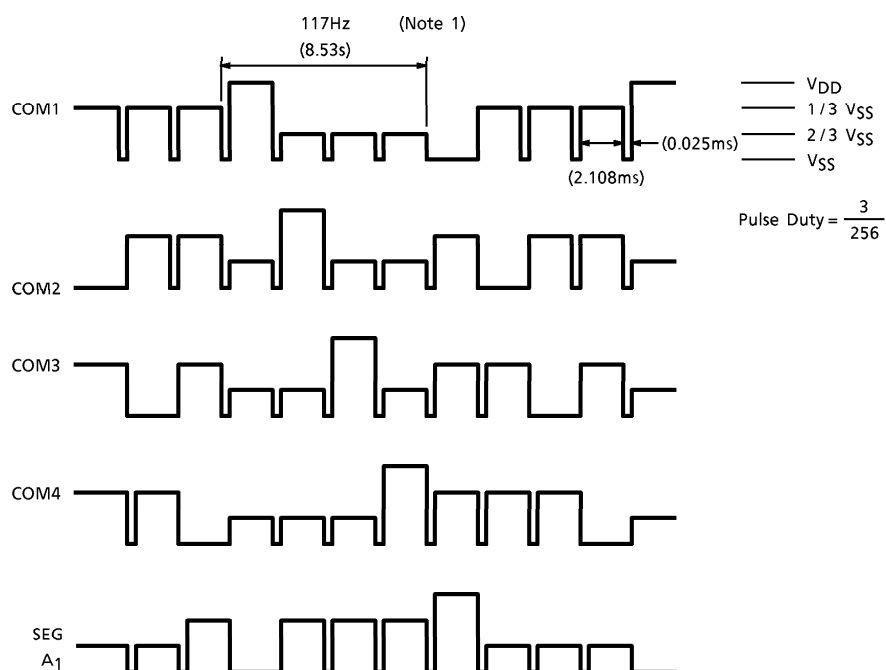 117Hz (Note 1)
(8.53s)
COM1
VDD
1/3 VSS
2/3 VSS
VSS
(0.025ms)
(2.108ms)
Pulse Duty = 3/256
COM2
COM3
COM4
SEG
A1